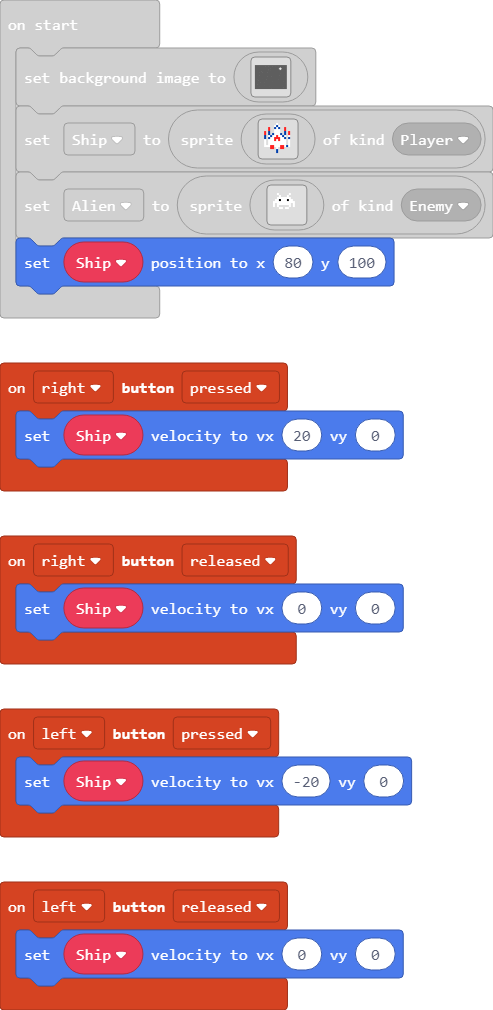 on start
set background image to
set Ship to sprite of kind Player
set Alien to sprite of kind Enemy
set Ship position to x 80 y 100
on right button pressed
set Ship velocity to vx 20 vy 0
on right button released
set Ship velocity to vx 0 vy 0
on left button pressed
set Ship velocity to vx -20 vy 0
on left button released
set Ship velocity to vx 0 vy 0